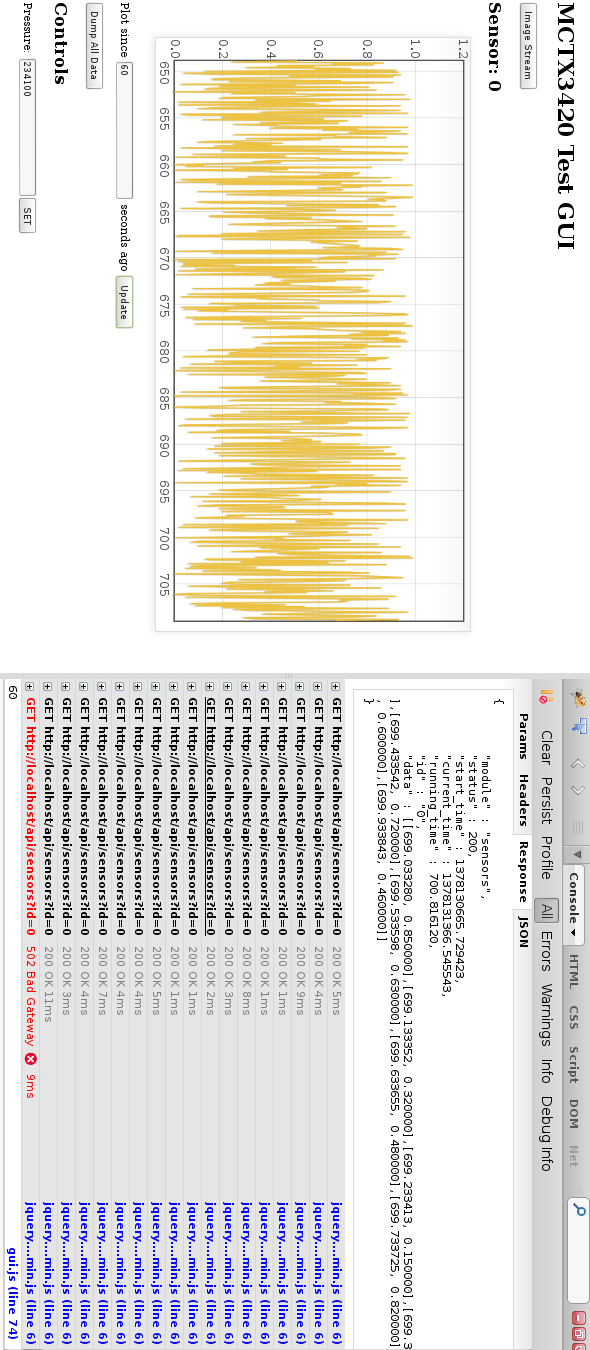 MCTX3420 Test GUI
Image Stream
Sensor: 0
1.2
1.0
0.8
0.6
0.4
0.2
0.0
650 655 660 665 670 675 680 685 690 695 700 705
Plot since 60 seconds ago Update
Dump All Data
Controls
Pressure: 234100 SET
Console HTML CSS Script DOM Net
Clear Persist Profile All Errors Warnings Info Debug Info
Params Headers Response JSON
{
"module" : "sensors",
"status" : 200,
"start_time" : 1378130665.729423,
"current_time" : 1378131366.545543,
"running_time" : 700.816120,
"id" : "0",
"data" : [[699.033280, 0.850000],[699.133352, 0.320000],[699.233413, 0.150000],[699.3
],[699.433542, 0.720000],[699.533598, 0.630000],[699.633655, 0.480000],[699.733725, 0.820000]
, 0.600000],[699.933843, 0.460000]]
}
GET http://localhost/api/sensors?id=0 200 OK 5ms jquery....min.js (line 6)
GET http://localhost/api/sensors?id=0 200 OK 4ms jquery....min.js (line 6)
GET http://localhost/api/sensors?id=0 200 OK 9ms jquery....min.js (line 6)
GET http://localhost/api/sensors?id=0 200 OK 1ms jquery....min.js (line 6)
GET http://localhost/api/sensors?id=0 200 OK 8ms jquery....min.js (line 6)
GET http://localhost/api/sensors?id=0 200 OK 3ms jquery....min.js (line 6)
GET http://localhost/api/sensors?id=0 200 OK 2ms jquery....min.js (line 6)
GET http://localhost/api/sensors?id=0 200 OK 1ms jquery....min.js (line 6)
GET http://localhost/api/sensors?id=0 200 OK 1ms jquery....min.js (line 6)
GET http://localhost/api/sensors?id=0 200 OK 5ms jquery....min.js (line 6)
GET http://localhost/api/sensors?id=0 200 OK 4ms jquery....min.js (line 6)
GET http://localhost/api/sensors?id=0 200 OK 4ms jquery....min.js (line 6)
GET http://localhost/api/sensors?id=0 200 OK 7ms jquery....min.js (line 6)
GET http://localhost/api/sensors?id=0 200 OK 4ms jquery....min.js (line 6)
GET http://localhost/api/sensors?id=0 200 OK 3ms jquery....min.js (line 6)
GET http://localhost/api/sensors?id=0 200 OK 11ms jquery....min.js (line 6)
GET http://localhost/api/sensors?id=0 502 Bad Gateway 9ms jquery....min.js (line 6)
60 gui.js (line 74)